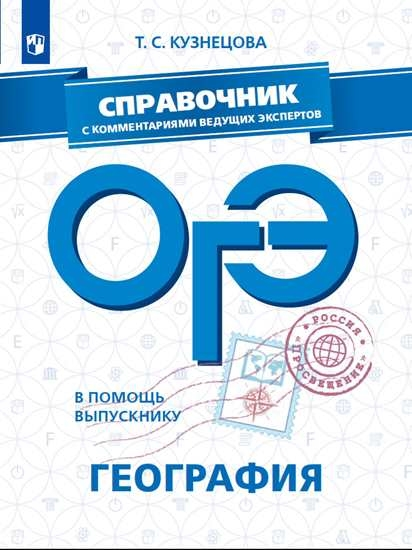 Т. С. КУЗНЕЦОВА
СПРАВОЧНИК
С КОММЕНТАРИЯМИ ВЕДУЩИХ ЭКСПЕРТОВ
ОГЭ
РОССИЯ
"ПРОСВЕЩЕНИЕ"
В ПОМОЩЬ
ВЫПУСКНИКУ
ГЕОГРАФИЯ